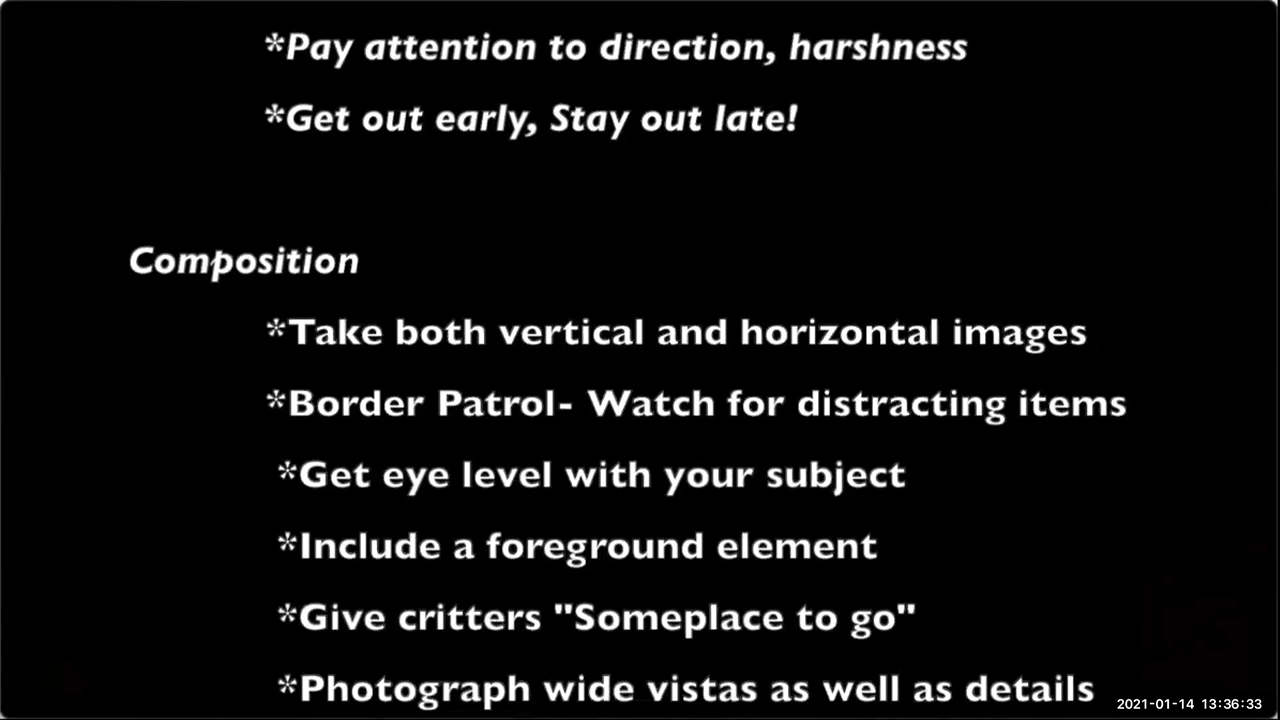 *Pay attention to direction, harshness
*Get out early, Stay out late!
Composition
*Take both vertical and horizontal images
*Border Patrol- Watch for distracting items
*Get eye level with your subject
*Include a foreground element
*Give critters "Someplace to go"
*Photograph wide vistas as well as details
2021-01-14 13:36:33